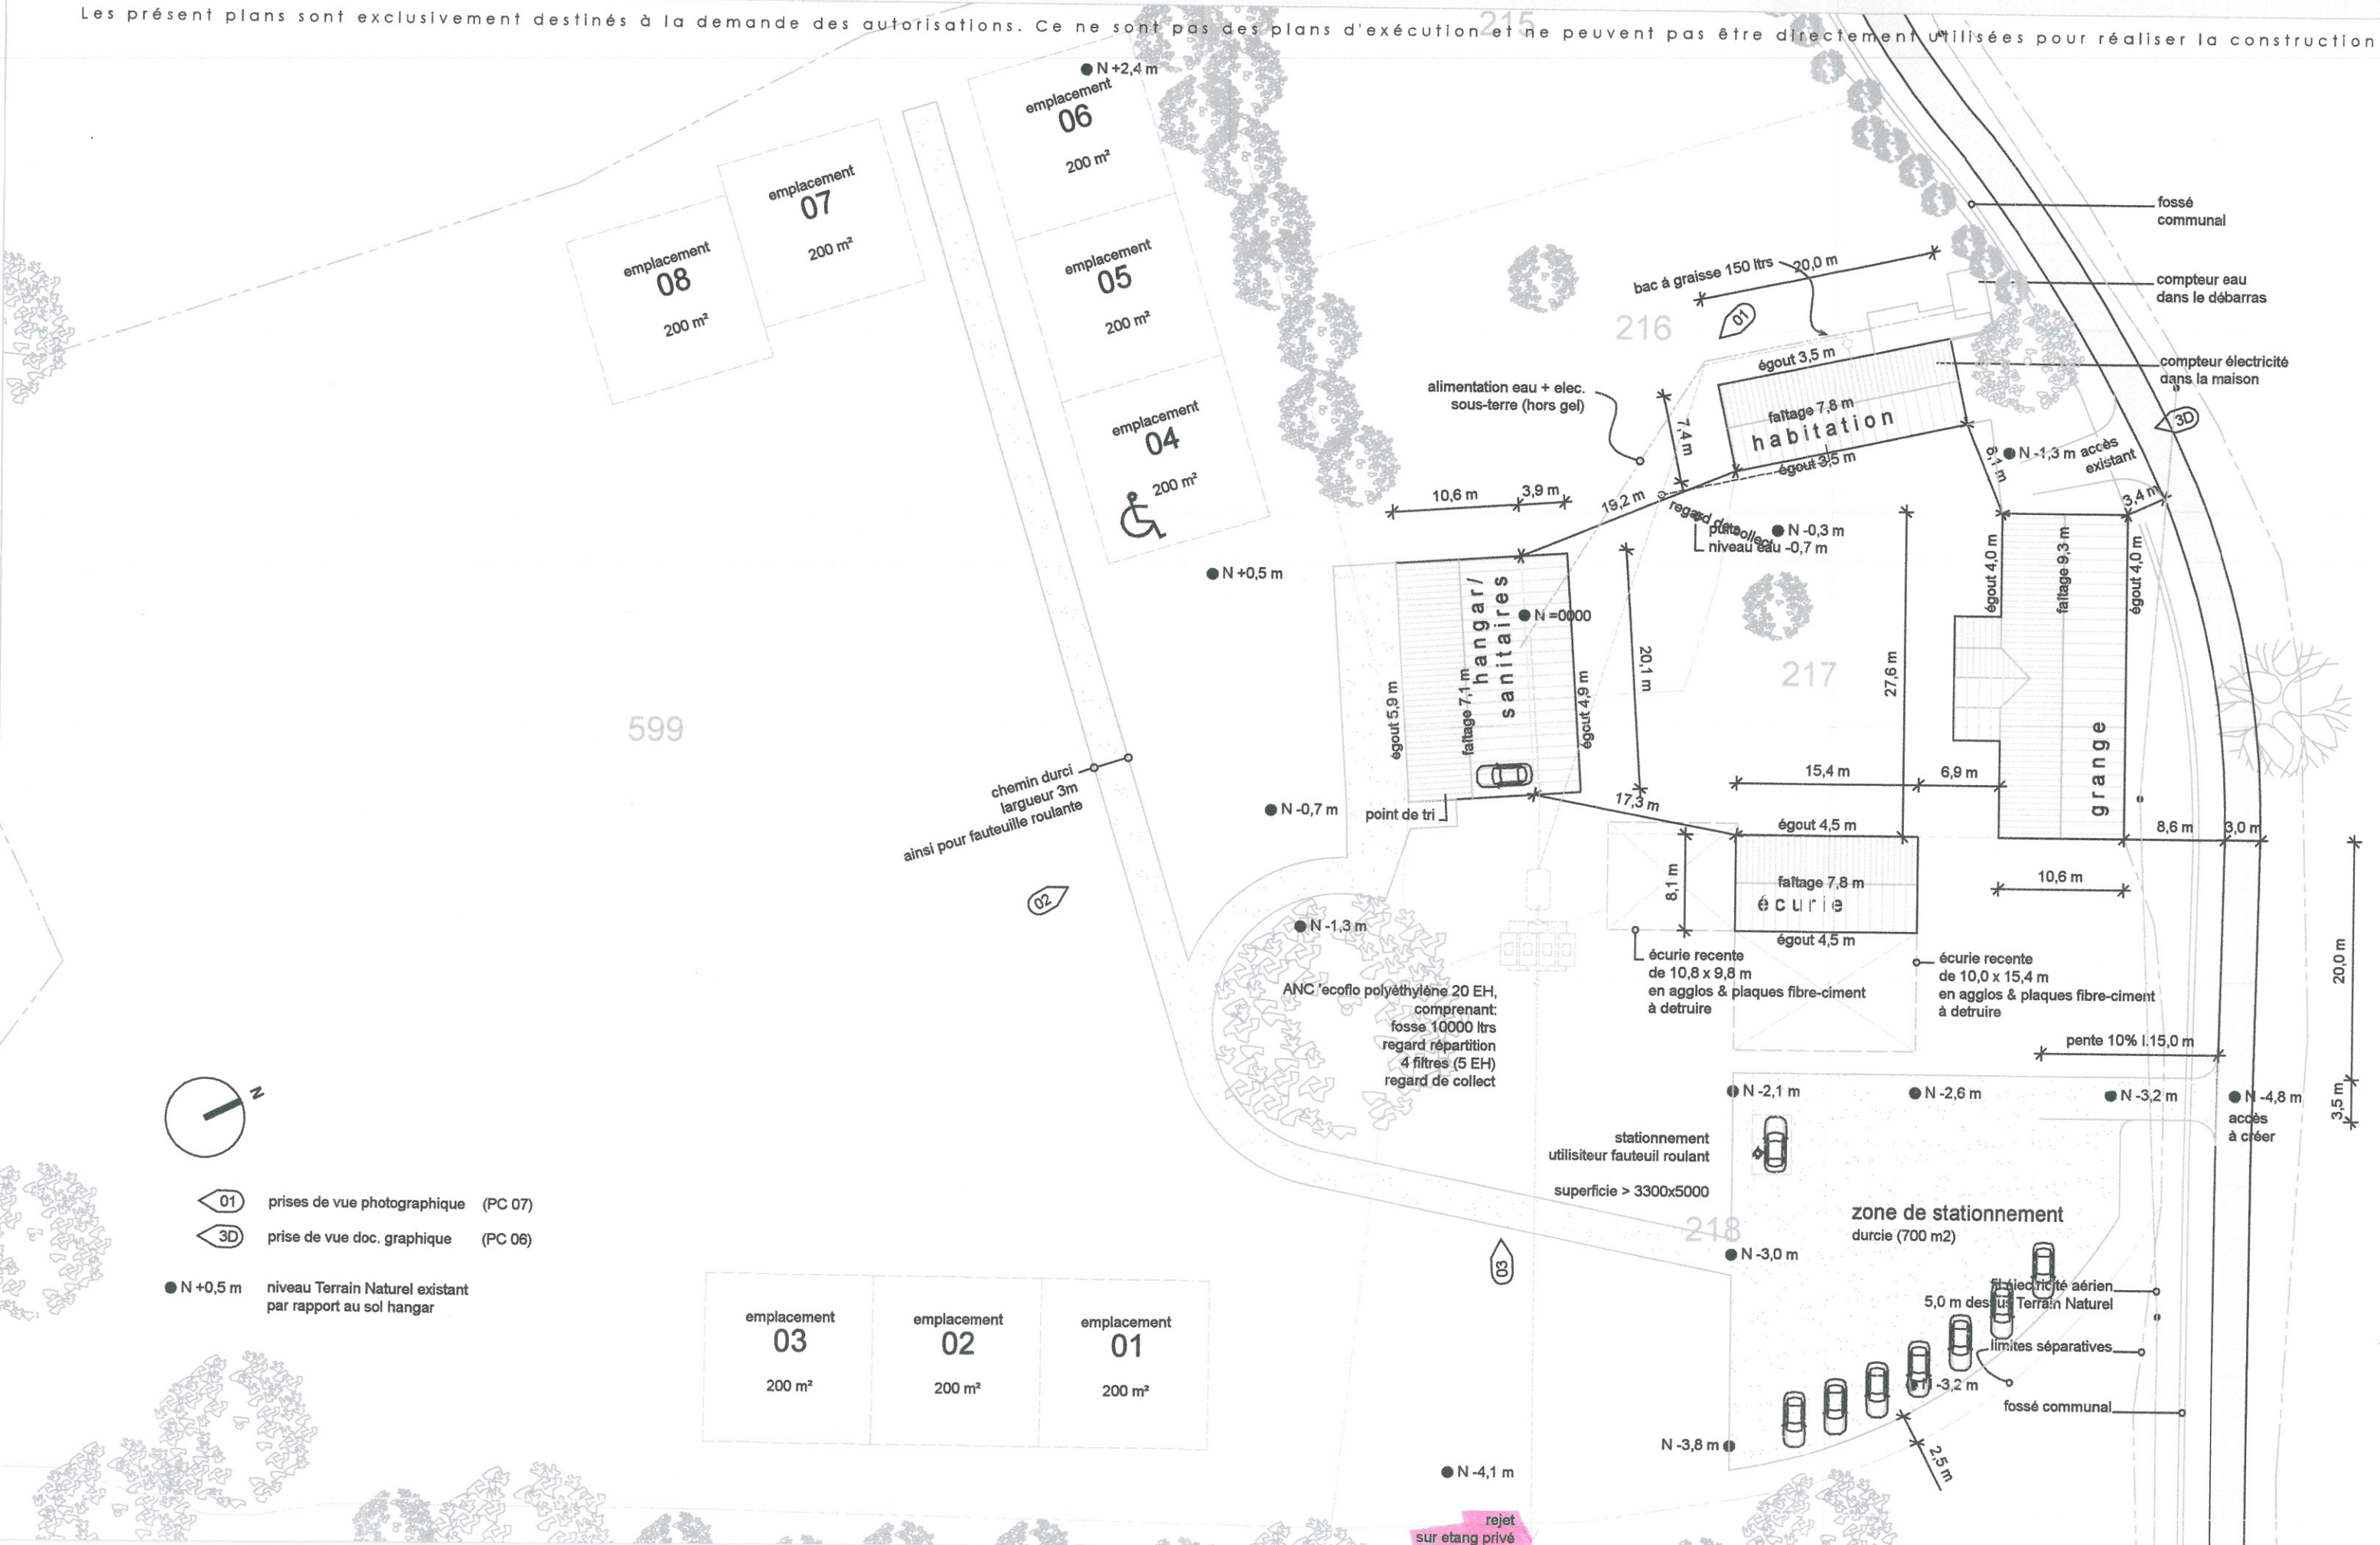 Les présent plans sont exclusivement destinés à la demande des autorisations. Ce ne sont pas des plans d'exécution et ne peuvent pas être directement utilisées pour réaliser la construction
215
N +2,4 m
emplacement
06
200 m²
emplacement
07
200 m²
emplacement
08
200 m²
emplacement
05
200 m²
emplacement
04
200 m²
fossé
communal
compteur eau
dans le débarras
compteur électricité
dans la maison
bac á graisse 150 ltrs
20,0 m
01
216
alimentation eau + elec.
sous-terre (hors gel)
égout 3,5 m
faîtage 7,8 m
habitation
égout 3,5 m
7,4 m
3D
N -1,3 m
accès
existant
6,1 m
3,4 m
10,6 m
3,9 m
19,2 m
regard de collect
puits
niveau eau -0,7 m
N -0,3 m
N +0,5 m
hangar/
sanitaires
N =0000
faîtage 7,1 m
égout 5,9 m
égout 4,9 m
20,1 m
217
27,6 m
égout 4,0 m
faîtage 9,3 m
égout 4,0 m
grange
599
chemin durci
largueur 3m
ainsi pour fauteuille roulante
N -0,7 m
point de tri
17,3 m
15,4 m
6,9 m
8,6 m
3,0 m
10,6 m
égout 4,5 m
faîtage 7,8 m
écurie
égout 4,5 m
8,1 m
02
N -1,3 m
écurie recente
de 10,8 x 9,8 m
en agglos & plaques fibre-ciment
à detruire
écurie recente
de 10,0 x 15,4 m
en agglos & plaques fibre-ciment
à detruire
20,0 m
ANC 'ecoflo polyéthylène 20 EH,
comprenant:
fosse 10000 ltrs
regard répartition
4 filtres (5 EH)
regard de collect
pente 10% l.15,0 m
N -2,1 m
N -2,6 m
N -3,2 m
N -4,8 m
accès
à créer
3,5 m
N
stationnement
utilisiteur fauteuil roulant
superficie > 3300x5000
01
prises de vue photographique (PC 07)
3D
prise de vue doc. graphique (PC 06)
N +0,5 m
niveau Terrain Naturel existant
par rapport au sol hangar
218
zone de stationnement
durcie (700 m2)
N -3,0 m
03
fil électricité aérien
5,0 m dessus Terrain Naturel
limites séparatives
N -3,2 m
fossé communal
emplacement
03
200 m²
emplacement
02
200 m²
emplacement
01
200 m²
N -3,8 m
2,5 m
N -4,1 m
rejet
sur etang privé